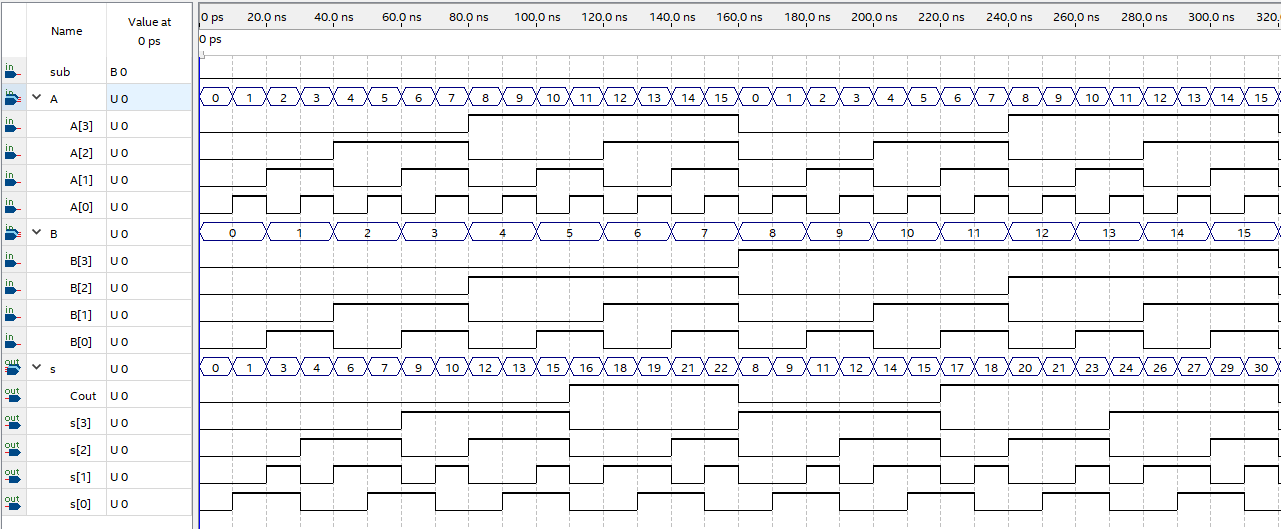 Name Value at 0 ps
0 ps 20.0 ns 40.0 ns 60.0 ns 80.0 ns 100.0 ns 120.0 ns 140.0 ns 160.0 ns 180.0 ns 200.0 ns 220.0 ns 240.0 ns 260.0 ns 280.0 ns 300.0 ns 320.
0 ps
in sub B 0
in A U 0 0 1 2 3 4 5 6 7 8 9 10 11 12 13 14 15 0 1 2 3 4 5 6 7 8 9 10 11 12 13 14 15
in A[3] U 0
in A[2] U 0
in A[1] U 0
in A[0] U 0
in B U 0 0 1 2 3 4 5 6 7 8 9 10 11 12 13 14 15
in B[3] U 0
in B[2] U 0
in B[1] U 0
in B[0] U 0
out s U 0 0 1 3 4 6 7 9 10 12 13 15 16 18 19 21 22 8 9 11 12 14 15 17 18 20 21 23 24 26 27 29 30
out Cout U 0
out s[3] U 0
out s[2] U 0
out s[1] U 0
out s[0] U 0